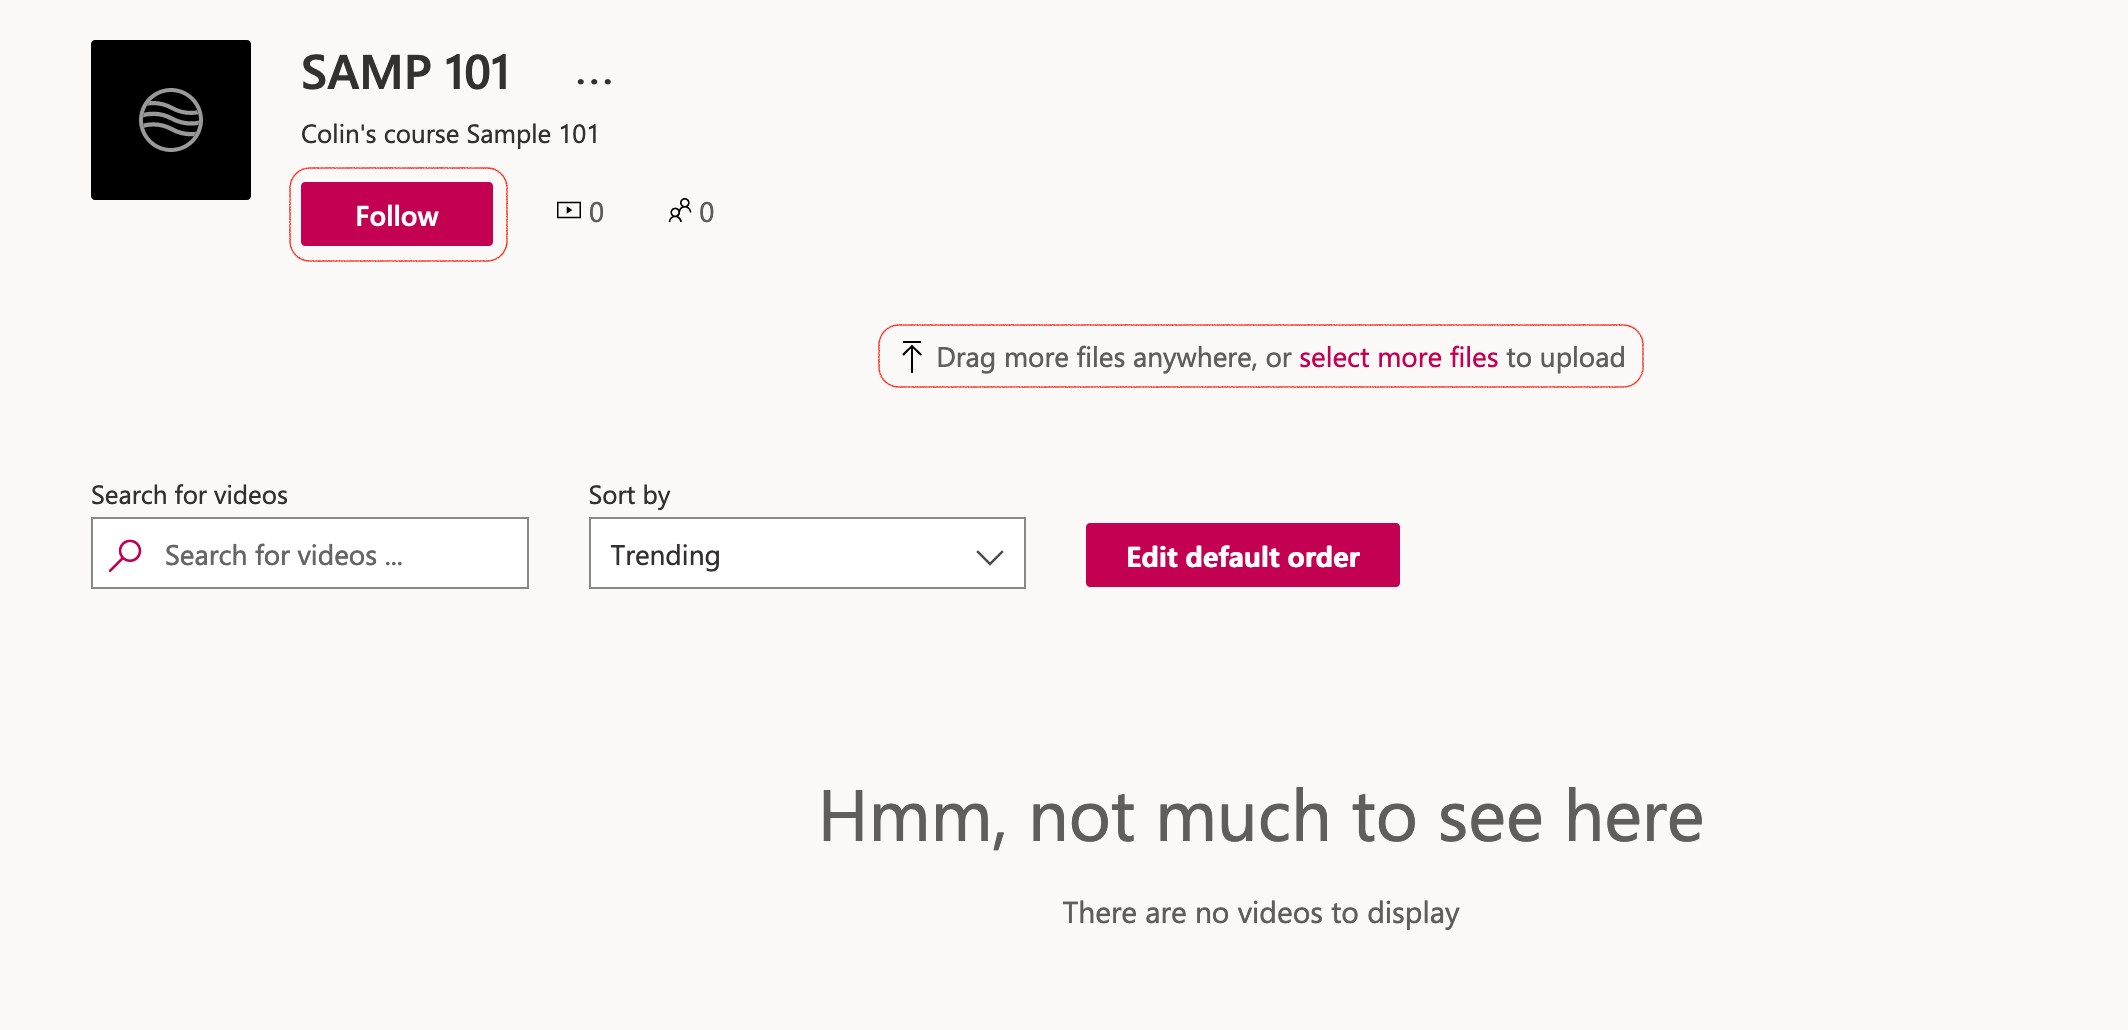 SAMP 101 ...
Colin's course Sample 101
Follow 0 0
Drag more files anywhere, or select more files to upload
Search for videos
Search for videos ...
Sort by
Trending
Edit default order
Hmm, not much to see here
There are no videos to display